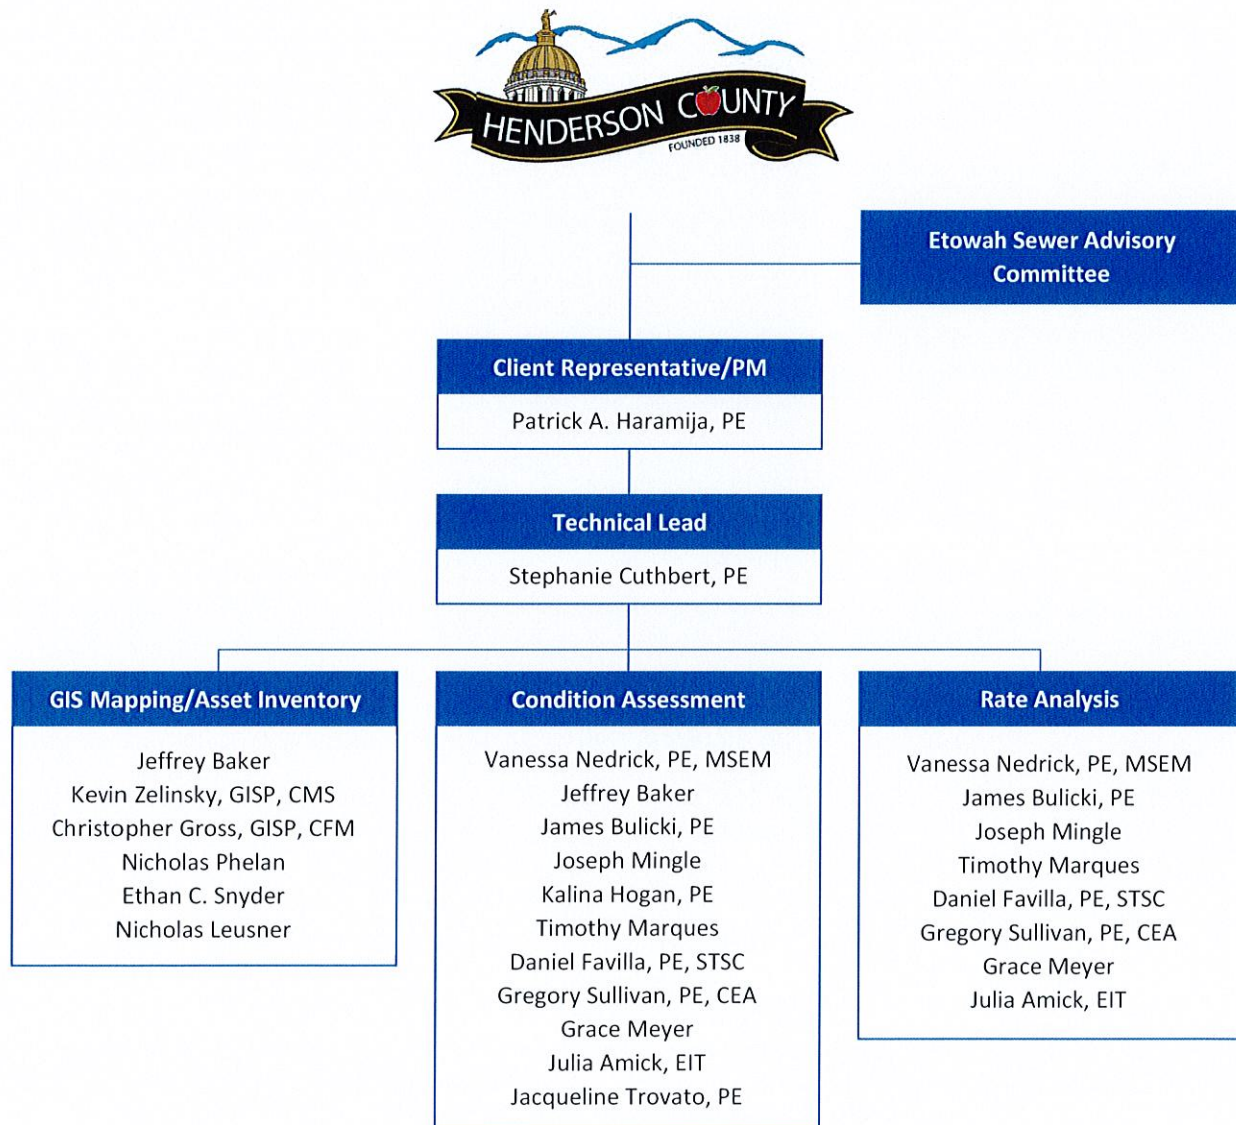 HENDERSON COUNTY
FOUNDED 1838
Etowah Sewer Advisory
Committee
Client Representative/PM
Patrick A. Haramija, PE
Technical Lead
Stephanie Cuthbert, PE
GIS Mapping/Asset Inventory
Jeffrey Baker
Kevin Zelinsky, GISP, CMS
Christopher Gross, GISP, CFM
Nicholas Phelan
Ethan C. Snyder
Nicholas Leusner
Condition Assessment
Vanessa Nedrick, PE, MSEM
Jeffrey Baker
James Bulicki, PE
Joseph Mingle
Kalina Hogan, PE
Timothy Marques
Daniel Favilla, PE, STSC
Gregory Sullivan, PE, CEA
Grace Meyer
Julia Amick, EIT
Jacqueline Trovato, PE
Rate Analysis
Vanessa Nedrick, PE, MSEM
James Bulicki, PE
Joseph Mingle
Timothy Marques
Daniel Favilla, PE, STSC
Gregory Sullivan, PE, CEA
Grace Meyer
Julia Amick, EIT